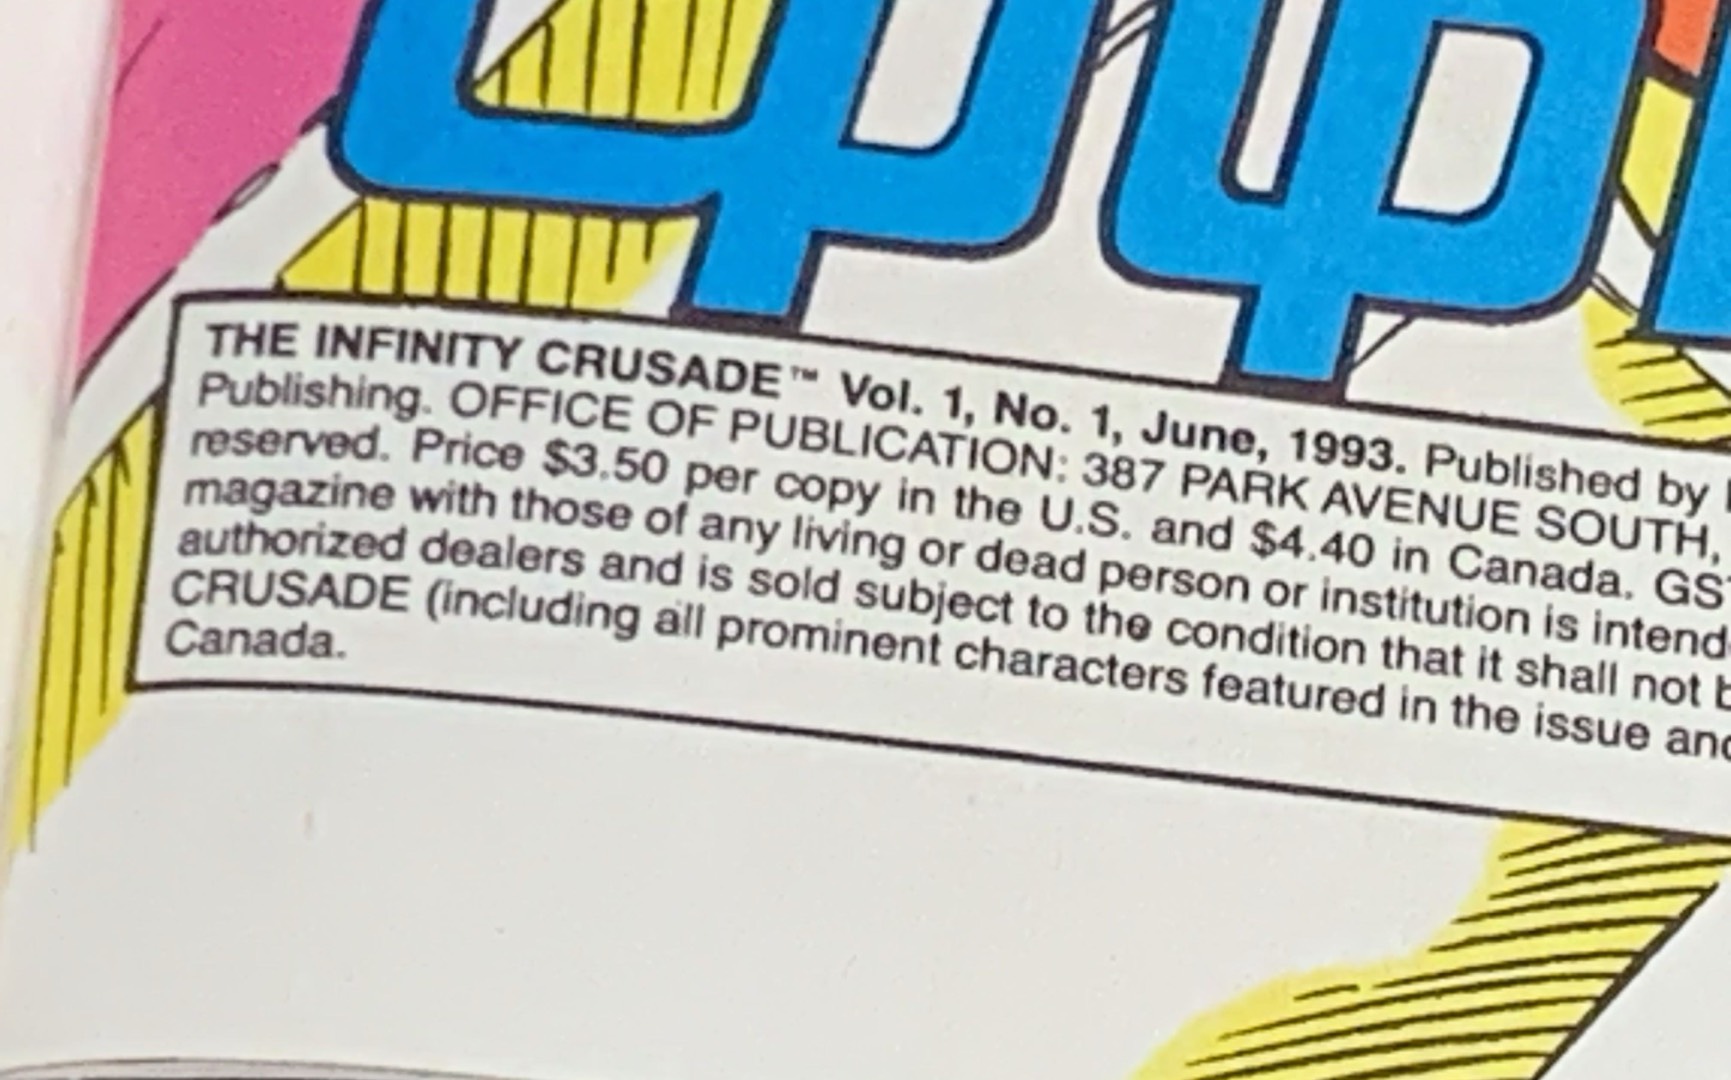 THE INFINITY CRUSADE™ Vol. 1, No. 1, June, 1993. Published by
Publishing. OFFICE OF PUBLICATION: 387 PARK AVENUE SOUTH,
reserved. Price $3.50 per copy in the U.S. and $4.40 in Canada. GS
magazine with those of any living or dead person or institution is intend
authorized dealers and is sold subject to the condition that it shall not b
CRUSADE (including all prominent characters featured in the issue and
Canada.